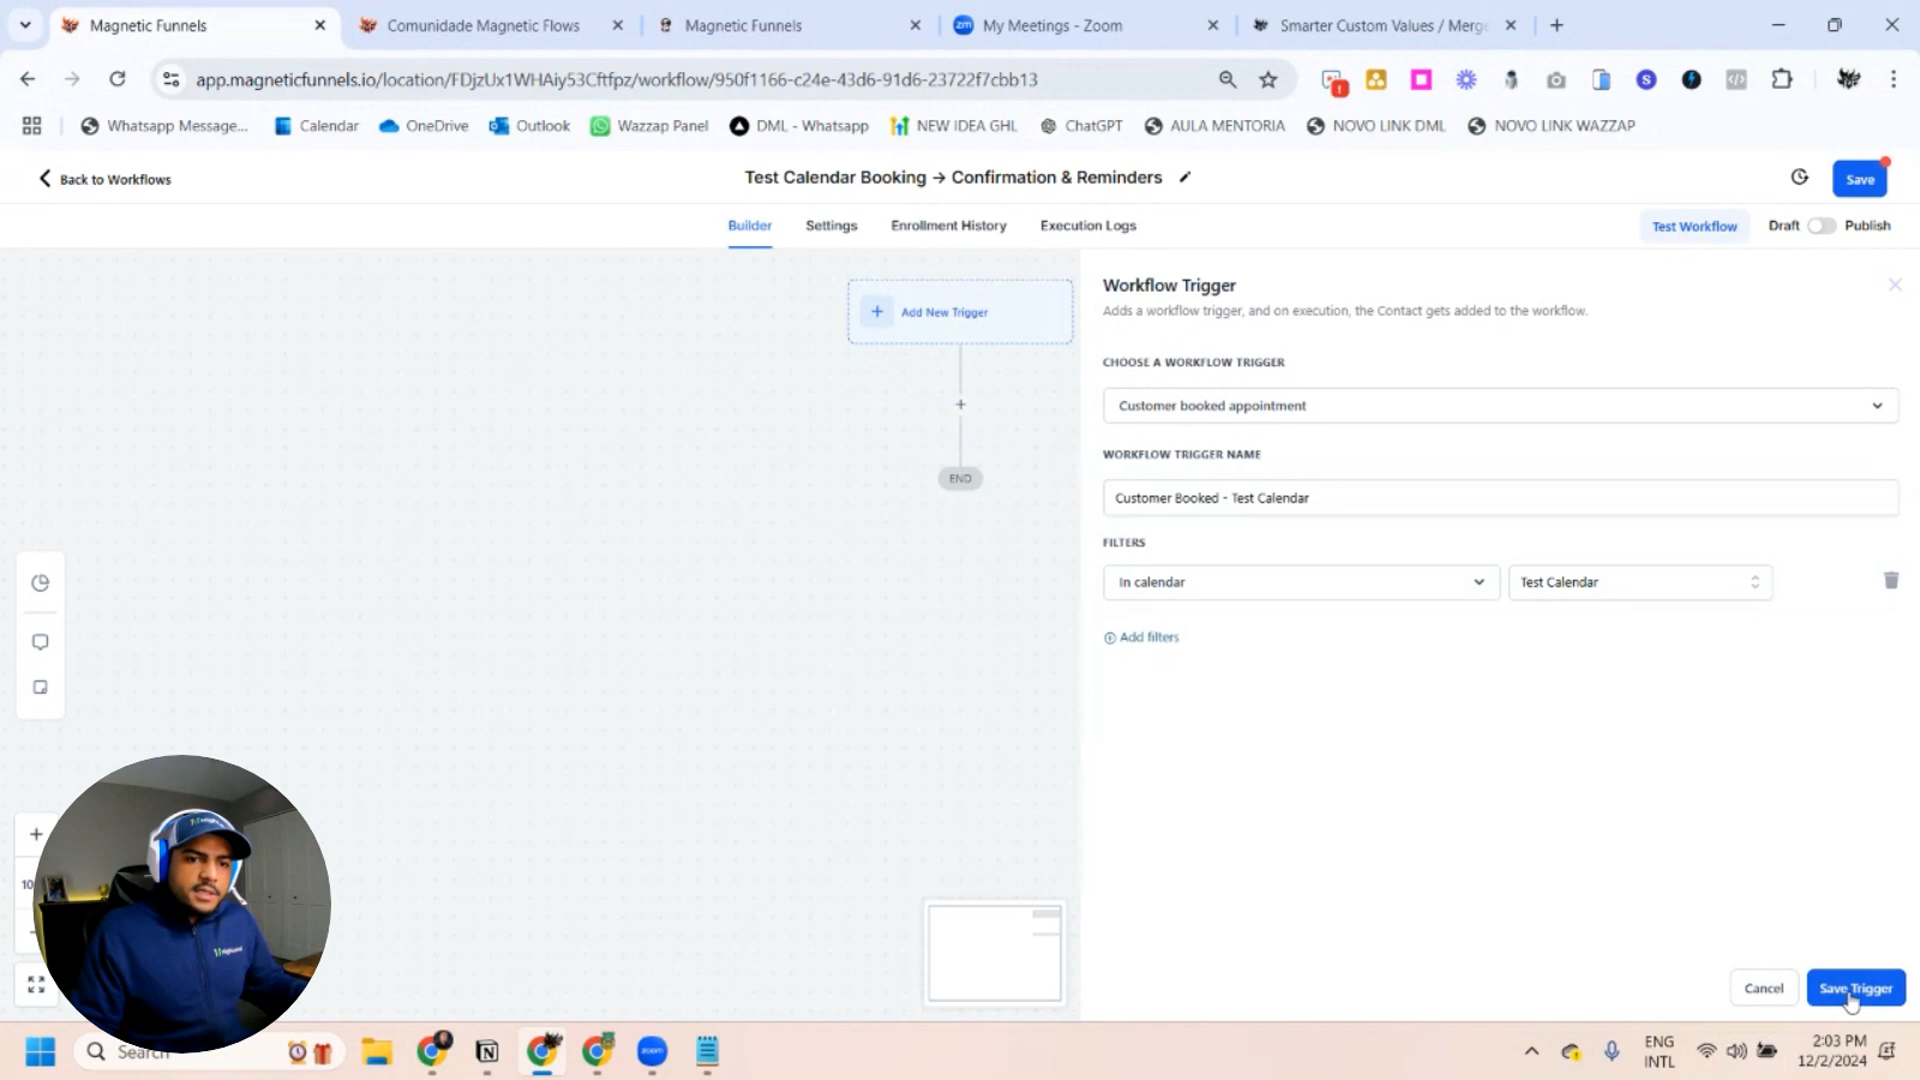 Magnetic Funnels
Comunidade Magnetic Flows
Magnetic Funnels
zm My Meetings - Zoom
Smarter Custom Values / Merge
app.magneticfunnels.io/location/FDjzUx1WHAiy53Cftfpz/workflow/950f1166-c24e-43d6-91d6-23722f7cbb13
Whatsapp Message...
Calendar
OneDrive
Outlook
Wazzap Panel
DML - Whatsapp
NEW IDEA GHL
ChatGPT
AULA MENTORIA
NOVO LINK DML
NOVO LINK WAZZAP
Back to Workflows
Test Calendar Booking → Confirmation & Reminders
Save
Builder
Settings
Enrollment History
Execution Logs
Test Workflow
Draft
Publish
Add New Trigger
END
Workflow Trigger
Adds a workflow trigger, and on execution, the Contact gets added to the workflow.
CHOOSE A WORKFLOW TRIGGER
Customer booked appointment
WORKFLOW TRIGGER NAME
Customer Booked - Test Calendar
FILTERS
In calendar
Test Calendar
Add filters
Cancel
Save Trigger
Search
zoom
ENG
INTL
2:03 PM
12/2/2024